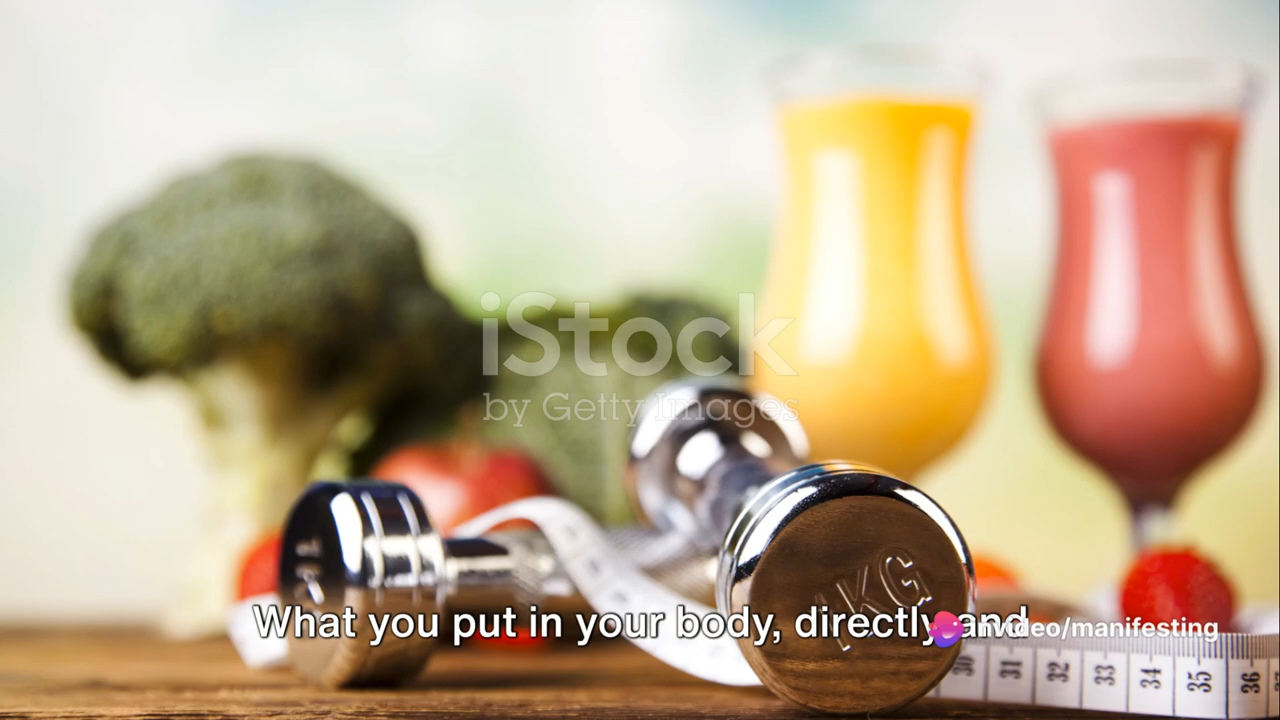 iStock
by Getty Images
1KG
What you put in your body, directly and
invideo/manifesting
30 31 32 33 34 35 36